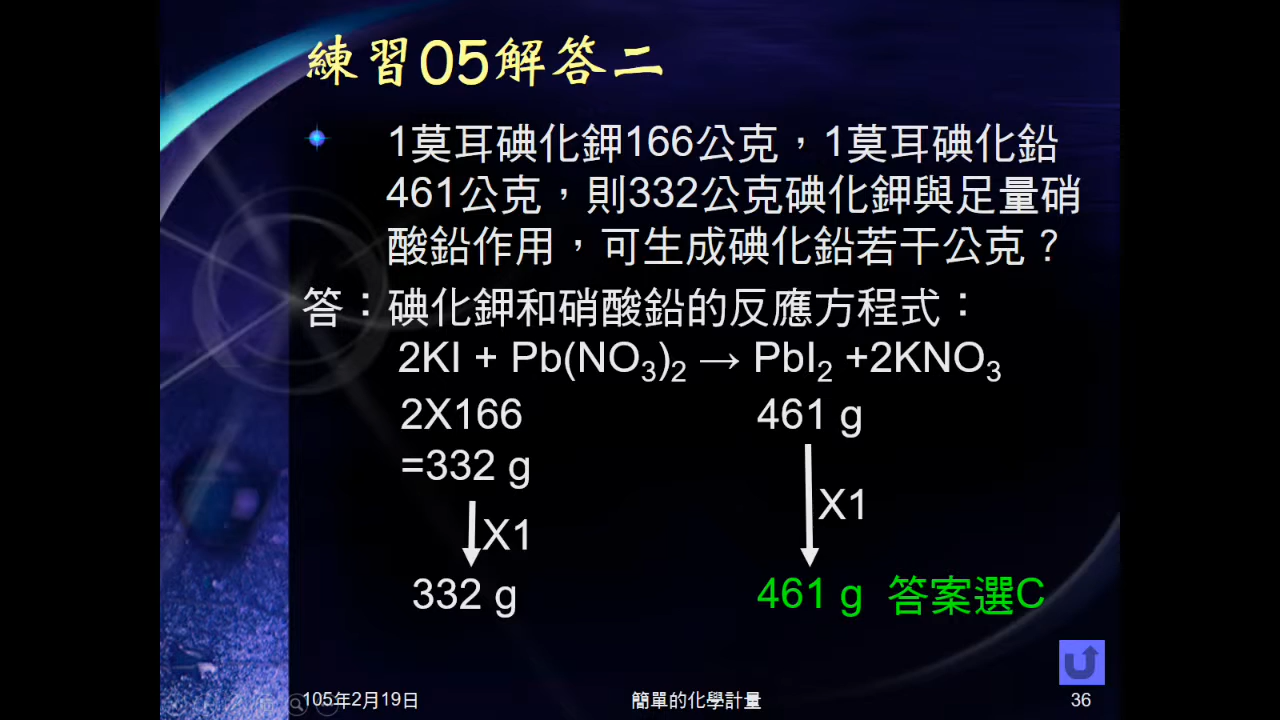 練習05解答二
1莫耳碘化鉀166公克，1莫耳碘化鉛
461公克，則332公克碘化鉀與足量硝
酸鉛作用，可生成碘化鉛若干公克？
答：碘化鉀和硝酸鉛的反應方程式：
2KI + Pb(NO₃)₂ → PbI₂ +2KNO₃
2X166 461 g
=332 g
X1
X1
332 g 461 g 答案選C
105年2月19日 簡單的化學計量 36